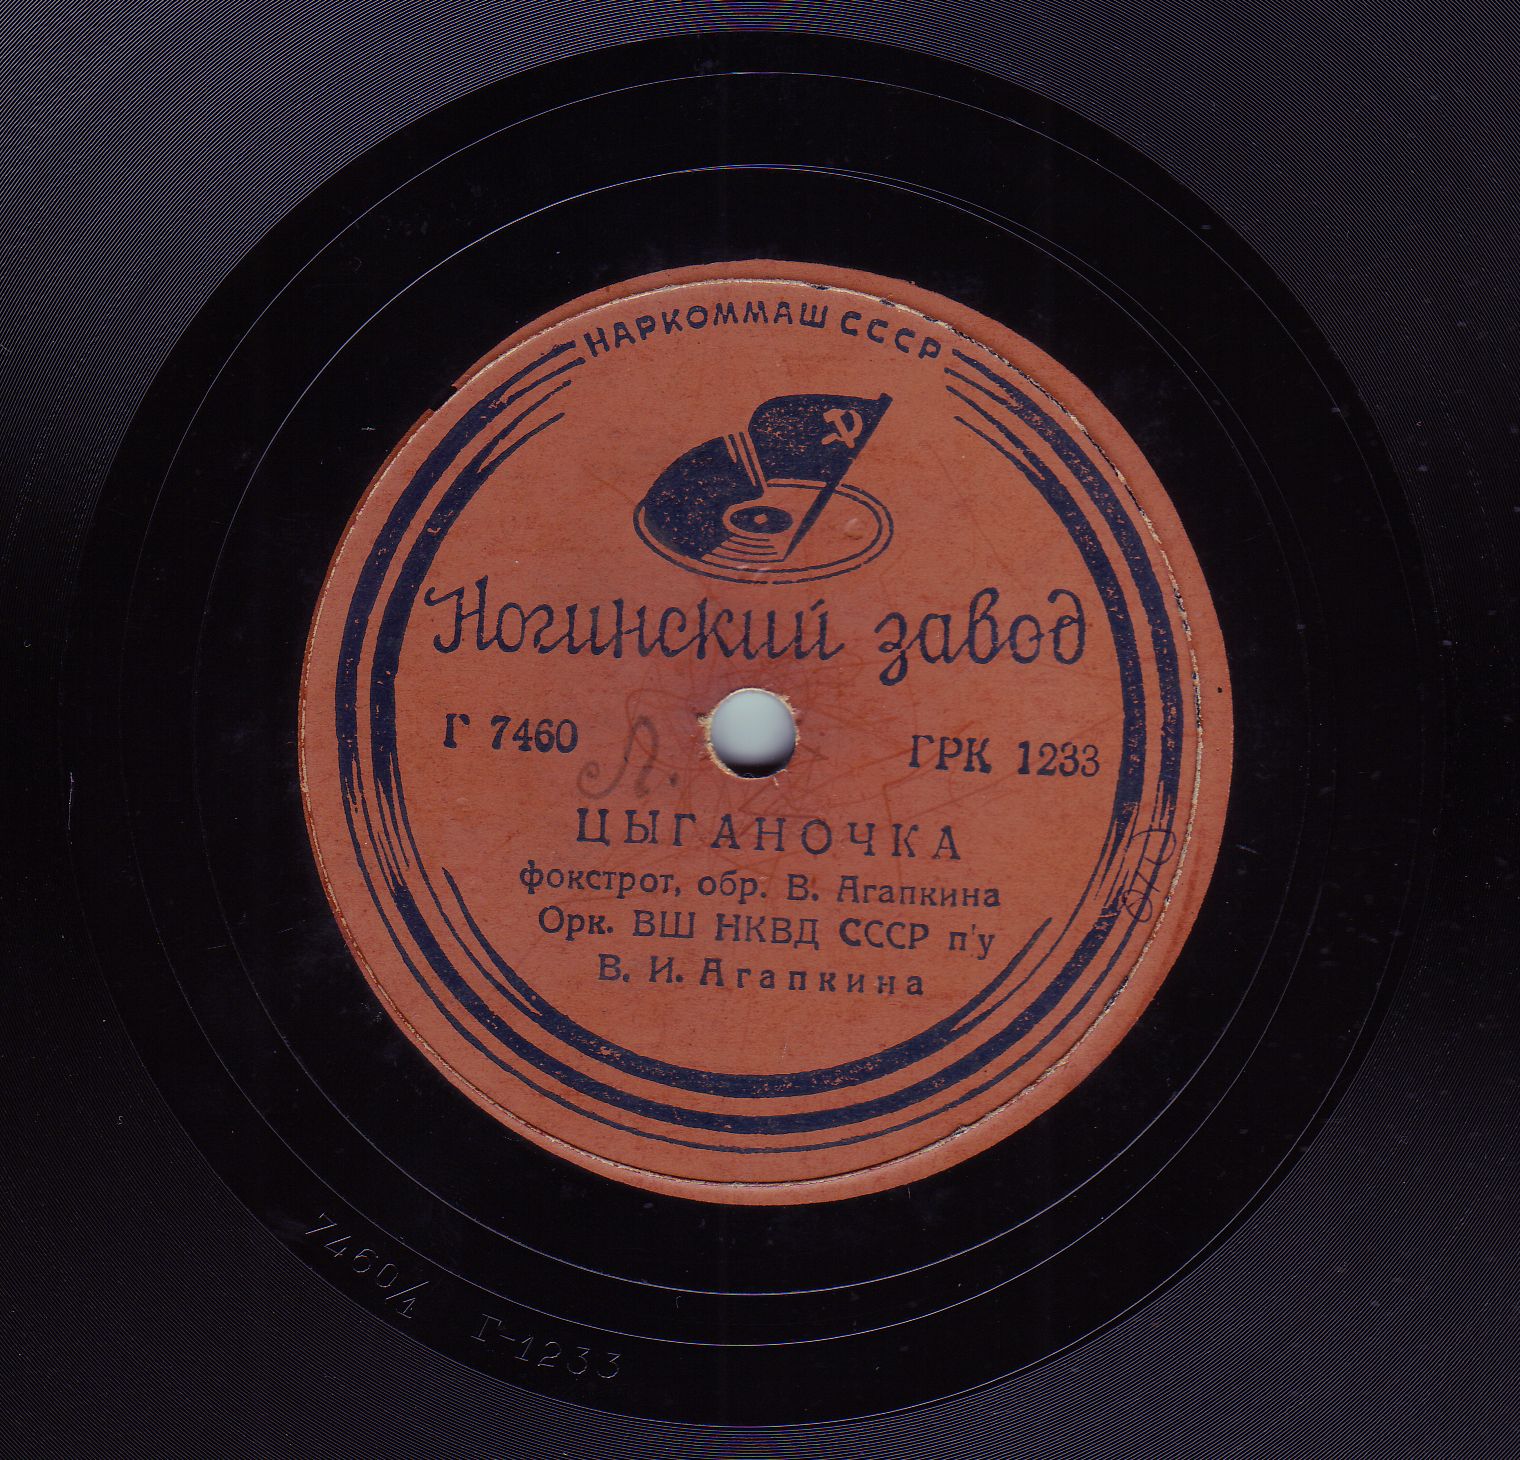 НАРКОММАШ СССР
Ногинский завод
Г 7460
ГРК 1233
Л.
ЦЫГАНОЧКА
фокстрот, обр. В. Агапкина
Орк. ВШ НКВД СССР п'у
В. И. Агапкина
7460/1 Г-1233